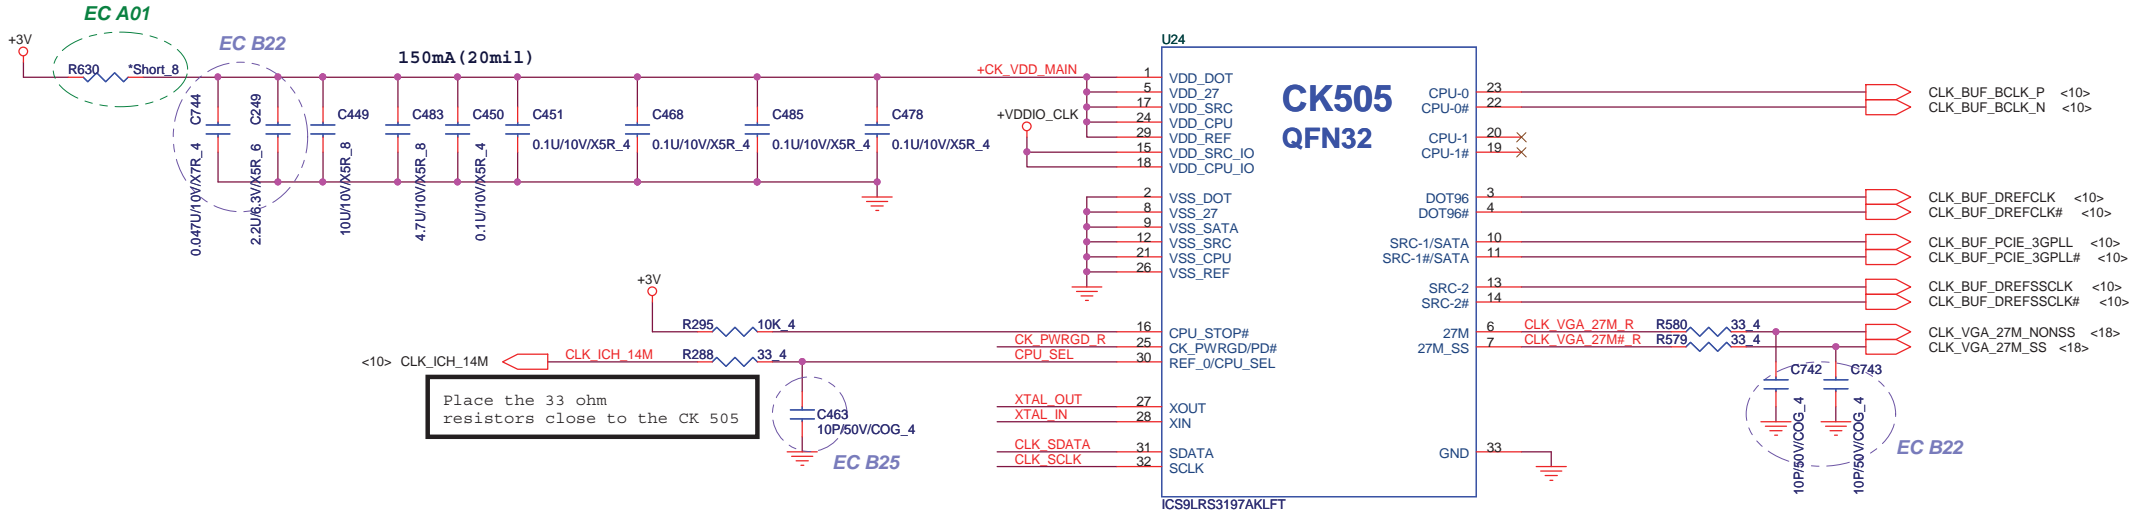 EC A01
+3V
R630
*Short_8
EC B22
150mA(20mil)
+CK_VDD_MAIN
C744
0.047U/10V/X7R_4
C249
2.2U/6.3V/X5R_6
C449
10U/10V/X5R_8
C483
4.7U/10V/X5R_8
C450
0.1U/10V/X5R_4
C451
0.1U/10V/X5R_4
C468
0.1U/10V/X5R_4
C485
0.1U/10V/X5R_4
C478
0.1U/10V/X5R_4
+VDDIO_CLK
U24
CK505
QFN32
1 VDD_DOT
5 VDD_27
17 VDD_SRC
24 VDD_CPU
29 VDD_REF
15 VDD_SRC_IO
18 VDD_CPU_IO
2 VSS_DOT
8 VSS_27
9 VSS_SATA
12 VSS_SRC
21 VSS_CPU
26 VSS_REF
+3V
R295 10K_4
16 CPU_STOP#
CK_PWRGD_R 25 CK_PWRGD/PD#
<10> CLK_ICH_14M
CLK_ICH_14M
R288 33_4
CPU_SEL 30 REF_0/CPU_SEL
Place the 33 ohm
resistors close to the CK 505
C463
10P/50V/COG_4
EC B25
XTAL_OUT 27 XOUT
XTAL_IN 28 XIN
CLK_SDATA 31 SDATA
CLK_SCLK 32 SCLK
ICS9LRS3197AKLFT
CPU-0 23 CLK_BUF_BCLK_P <10>
CPU-0# 22 CLK_BUF_BCLK_N <10>
CPU-1 20
CPU-1# 19
DOT96 3 CLK_BUF_DREFCLK <10>
DOT96# 4 CLK_BUF_DREFCLK# <10>
SRC-1/SATA 10 CLK_BUF_PCIE_3GPLL <10>
SRC-1#/SATA 11 CLK_BUF_PCIE_3GPLL# <10>
SRC-2 13 CLK_BUF_DREFSSCLK <10>
SRC-2# 14 CLK_BUF_DREFSSCLK# <10>
27M 6 CLK_VGA_27M_R R580 33_4 CLK_VGA_27M_NONSS <18>
27M_SS 7 CLK_VGA_27M#_R R579 33_4 CLK_VGA_27M_SS <18>
C742
10P/50V/COG_4
C743
10P/50V/COG_4
EC B22
GND 33